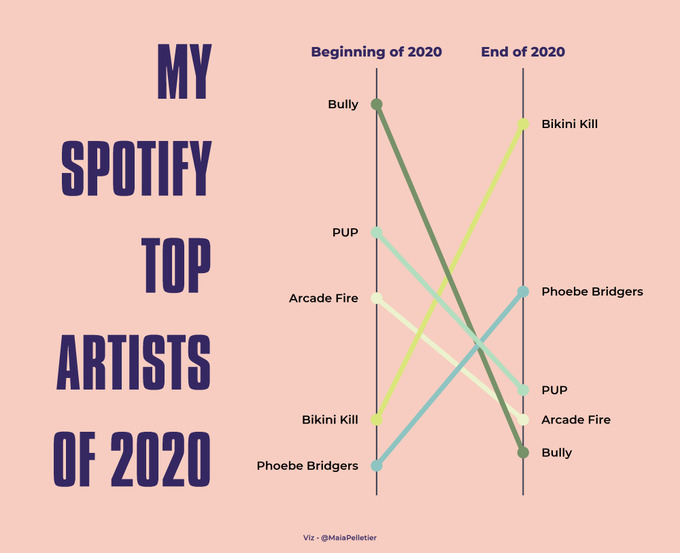 MY
SPOTIFY
TOP
ARTISTS
OF 2020
Beginning of 2020
End of 2020
Bully
PUP
Arcade Fire
Bikini Kill
Phoebe Bridgers
Bikini Kill
Phoebe Bridgers
PUP
Arcade Fire
Bully
Viz - @MaiaPelletier